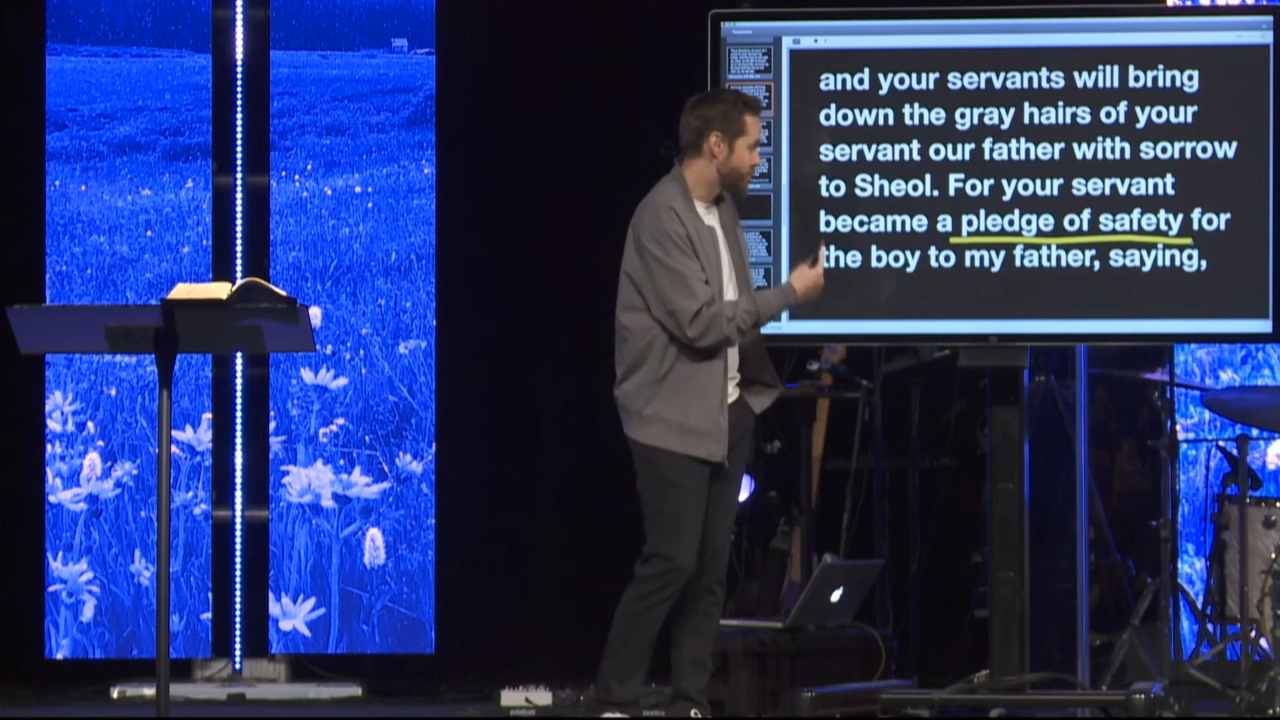 and your servants will bring
down the gray hairs of your
servant our father with sorrow
to Sheol. For your servant
became a pledge of safety for
the boy to my father, saying,